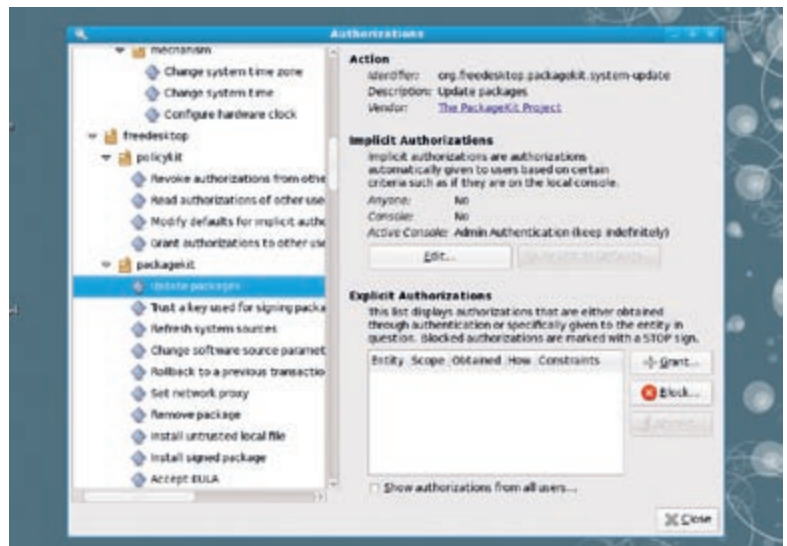 Authorizations
mechanism
Change system time zone
Change system time
Configure hardware clock
freedesktop
policykit
Revoke authorizations from othe
Read authorizations of other use
Modify defaults for implicit autho
Grant authorizations to other use
packagekit
Update packages
Trust a key used for signing packa
Refresh system sources
Change software source paramet
Rollback to a previous transactio
Set network proxy
Remove package
Install untrusted local file
Install signed package
Accept EULA
Action
Identifier: org.freedesktop.packagekit.system-update
Description: Update packages
Vendor: The PackageKit Project
Implicit Authorizations
Implicit authorizations are authorizations
automatically given to users based on certain
criteria such as if they are on the local console.
Anyone: No
Console: No
Active Console: Admin Authentication (keep indefinitely)
Edit...
Explicit Authorizations
This list displays authorizations that are either obtained
through authentication or specifically given to the entity in
question. Blocked authorizations are marked with a STOP sign.
Entity Scope Obtained How Constraints
Grant...
Block...
Show authorizations from all users...
Close